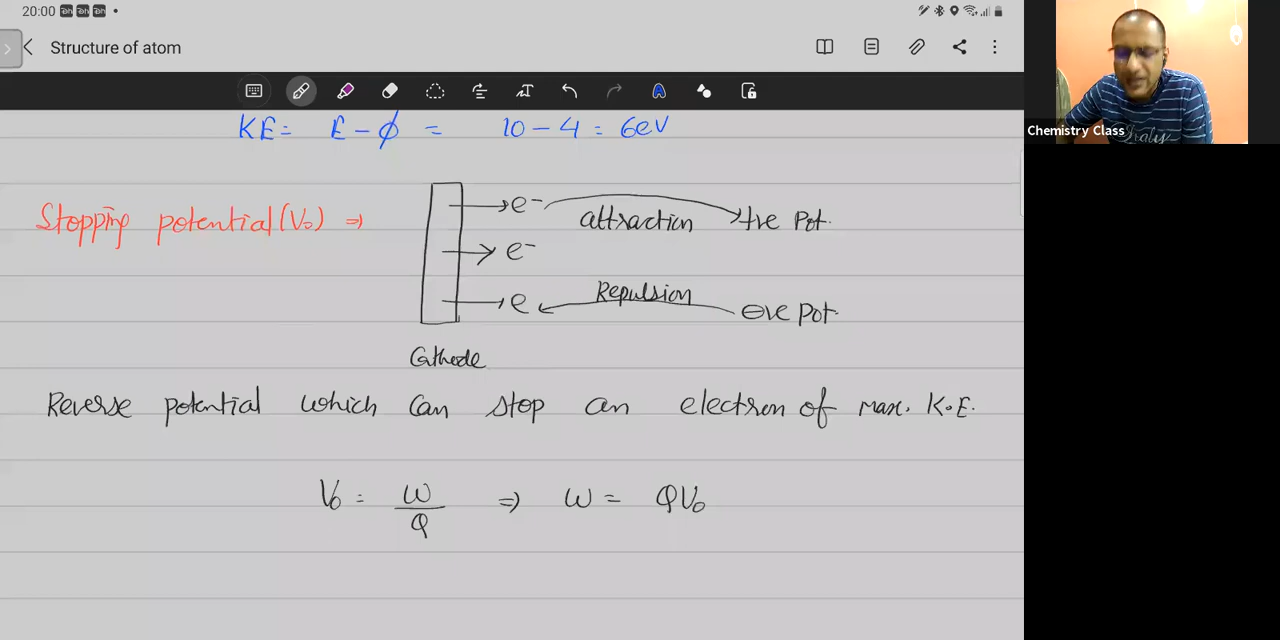 20:00
Structure of atom
Chemistry Class
KE = E - ϕ = 10 - 4 = 6eV
Stopping potential (V₀) ⇒
e⁻ attraction +ve Pot.
e⁻
e Repulsion ⊖ve Pot.
Cathode
Reverse potential which can stop an electron of max. K.E.
V₀ = W/Q ⇒ W = QV₀